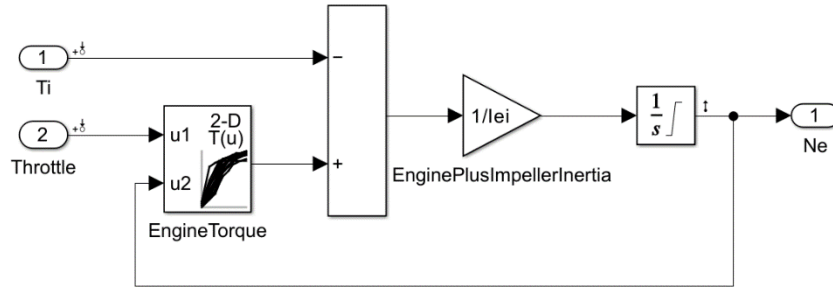 1
Ti
2
Throttle
u1
u2
2-D
T(u)
EngineTorque
−
+
1/Iei
EnginePlusImpellerInertia
1
s
1
Ne